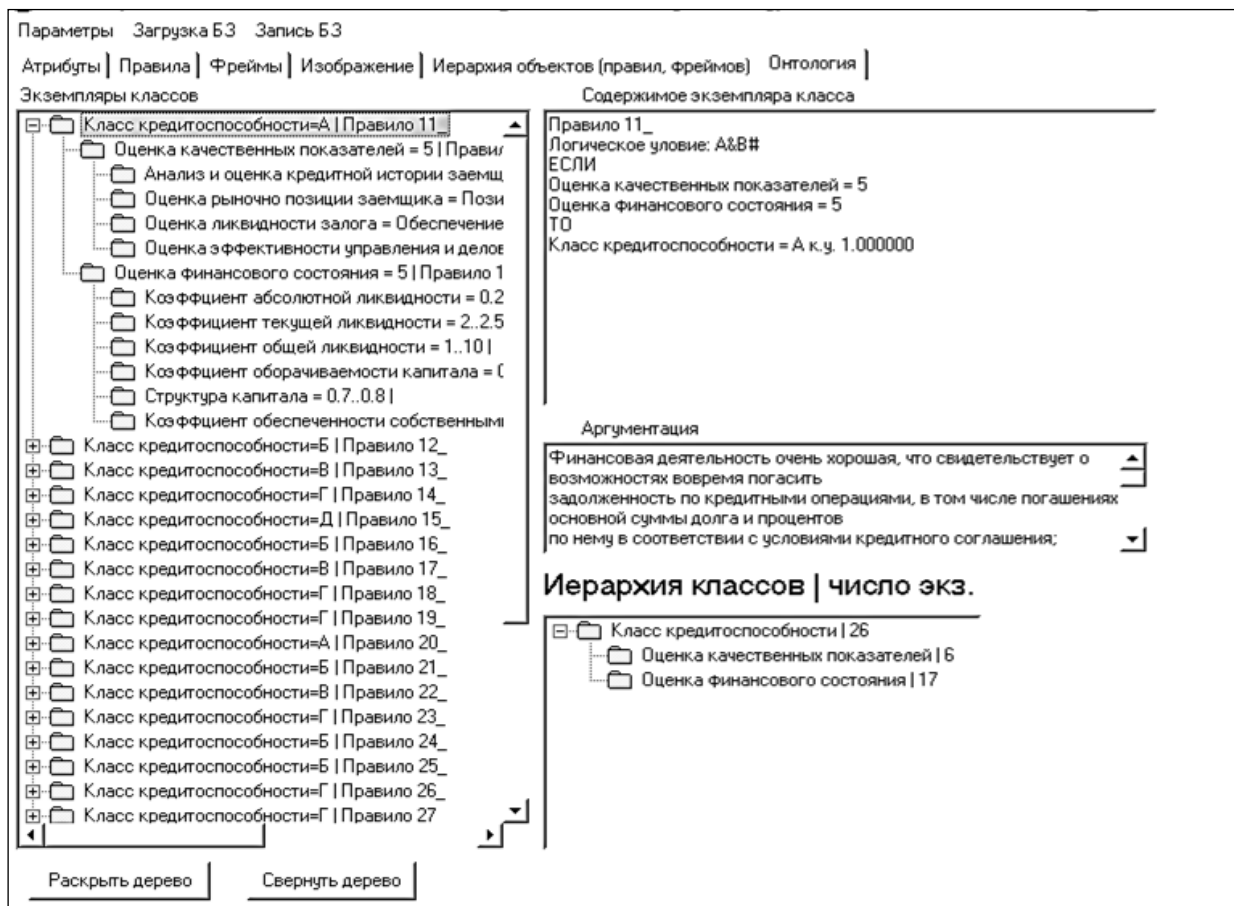 Параметры Загрузка БЗ Запись БЗ
Атрибуты Правила Фреймы Изображение Иерархия объектов (правил, фреймов) Онтология
Экземпляры классов
Класс кредитоспособности=А | Правило 11_
Оценка качественных показателей = 5 | Правил
Анализ и оценка кредитной истории заемщ
Оценка рыночно позиции заемщика = Пози
Оценка ликвидности залога = Обеспечение
Оценка эффективности управления и делов
Оценка финансового состояния = 5 | Правило 1
Коэффциент абсолютной ликвидности = 0.2
Коэффициент текущей ликвидности = 2..2.5
Коэффициент общей ликвидности = 1..10 |
Коэффциент оборачиваемости капитала = 0
Структура капитала = 0.7..0.8 |
Коэффциент обеспеченности собственными
Класс кредитоспособности=Б | Правило 12_
Класс кредитоспособности=В | Правило 13_
Класс кредитоспособности=Г | Правило 14_
Класс кредитоспособности=Д | Правило 15_
Класс кредитоспособности=Б | Правило 16_
Класс кредитоспособности=В | Правило 17_
Класс кредитоспособности=Г | Правило 18_
Класс кредитоспособности=Г | Правило 19_
Класс кредитоспособности=А | Правило 20_
Класс кредитоспособности=Б | Правило 21_
Класс кредитоспособности=В | Правило 22_
Класс кредитоспособности=Г | Правило 23_
Класс кредитоспособности=Б | Правило 24_
Класс кредитоспособности=Б | Правило 25_
Класс кредитоспособности=Г | Правило 26_
Класс кредитоспособности=Г | Правило 27
Раскрыть дерево Свернуть дерево
Содержимое экземпляра класса
Правило 11_
Логическое уловие: A&B#
ЕСЛИ
Оценка качественных показателей = 5
Оценка финансового состояния = 5
ТО
Класс кредитоспособности = А к.у. 1.000000
Аргументация
Финансовая деятельность очень хорошая, что свидетельствует о
возможностях вовремя погасить
задолженность по кредитными операциями, в том числе погашениях
основной суммы долга и процентов
по нему в соответствии с условиями кредитного соглашения;
Иерархия классов | число экз.
Класс кредитоспособности | 26
Оценка качественных показателей | 6
Оценка финансового состояния | 17